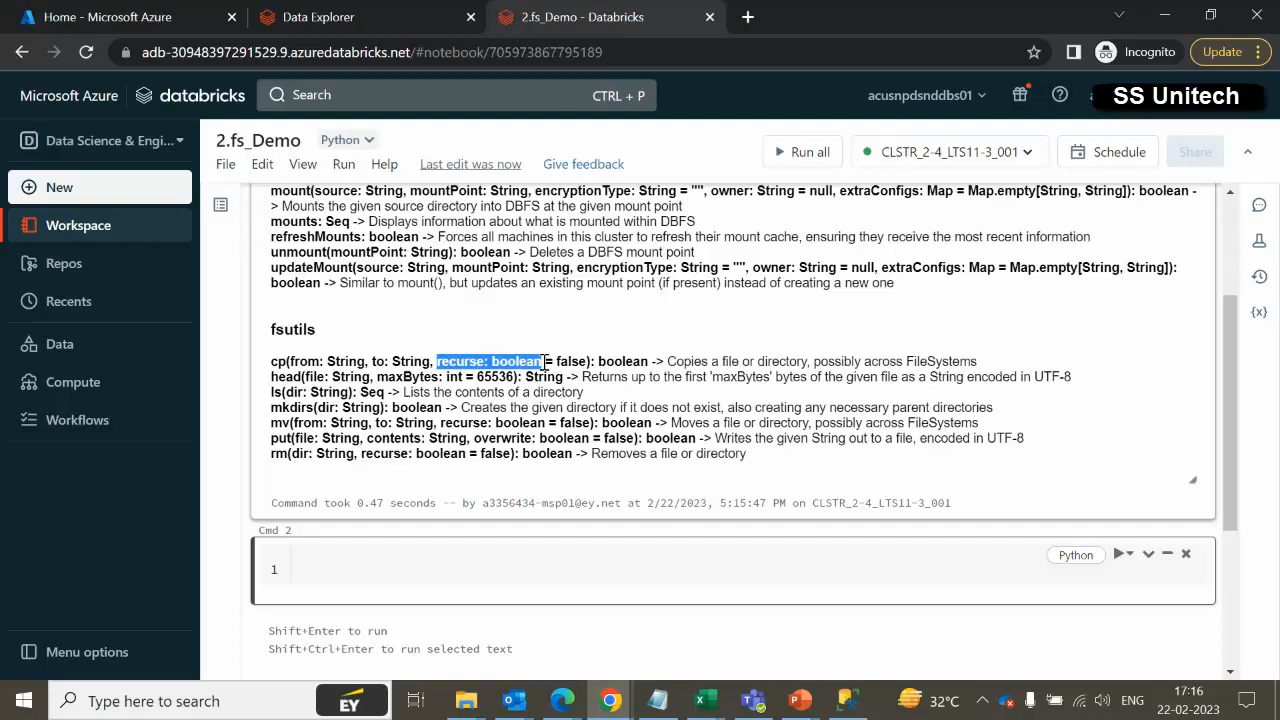 Home - Microsoft Azure
Data Explorer
2.fs_Demo - Databricks
adb-30948397291529.9.azuredatabricks.net/#notebook/705973867795189
Incognito
Update
Microsoft Azure
databricks
Search
CTRL + P
acusnpdsnddbs01
SS Unitech
Data Science & Engi...
2.fs_Demo
Python
File Edit View Run Help
Last edit was now
Give feedback
Run all
CLSTR_2-4_LTS11-3_001
Schedule
Share
New
Workspace
Repos
Recents
Data
Compute
Workflows
Menu options
mount(source: String, mountPoint: String, encryptionType: String = "", owner: String = null, extraConfigs: Map = Map.empty[String, String]): boolean -
> Mounts the given source directory into DBFS at the given mount point
mounts: Seq -> Displays information about what is mounted within DBFS
refreshMounts: boolean -> Forces all machines in this cluster to refresh their mount cache, ensuring they receive the most recent information
unmount(mountPoint: String): boolean -> Deletes a DBFS mount point
updateMount(source: String, mountPoint: String, encryptionType: String = "", owner: String = null, extraConfigs: Map = Map.empty[String, String]):
boolean -> Similar to mount(), but updates an existing mount point (if present) instead of creating a new one
fsutils
cp(from: String, to: String, recurse: boolean = false): boolean -> Copies a file or directory, possibly across FileSystems
head(file: String, maxBytes: int = 65536): String -> Returns up to the first 'maxBytes' bytes of the given file as a String encoded in UTF-8
ls(dir: String): Seq -> Lists the contents of a directory
mkdirs(dir: String): boolean -> Creates the given directory if it does not exist, also creating any necessary parent directories
mv(from: String, to: String, recurse: boolean = false): boolean -> Moves a file or directory, possibly across FileSystems
put(file: String, contents: String, overwrite: boolean = false): boolean -> Writes the given String out to a file, encoded in UTF-8
rm(dir: String, recurse: boolean = false): boolean -> Removes a file or directory
Command took 0.47 seconds -- by a3356434-msp01@ey.net at 2/22/2023, 5:15:47 PM on CLSTR_2-4_LTS11-3_001
Cmd 2
Python
1
Shift+Enter to run
Shift+Ctrl+Enter to run selected text
Type here to search
EY
32°C
ENG
17:16
22-02-2023